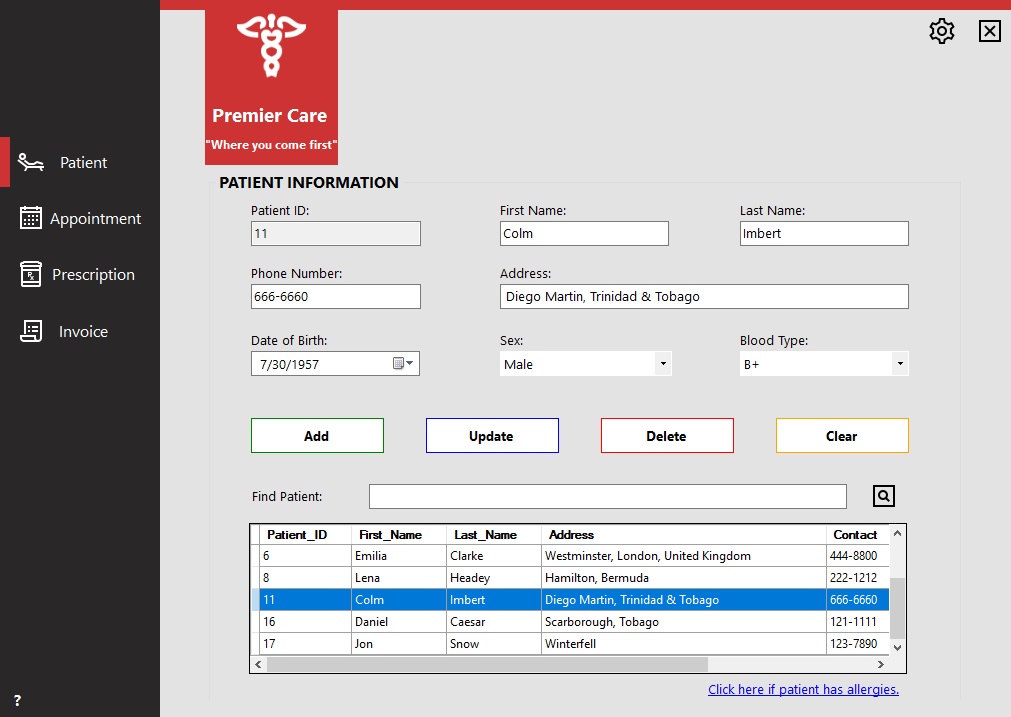 Premier Care
"Where you come first"
Patient
Appointment
Prescription
Invoice
?
PATIENT INFORMATION
Patient ID: First Name: Last Name:
11 Colm Imbert
Phone Number: Address:
666-6660 Diego Martin, Trinidad & Tobago
Date of Birth: Sex: Blood Type:
7/30/1957 Male B+
Add Update Delete Clear
Find Patient:
Patient_ID First_Name Last_Name Address Contact
6 Emilia Clarke Westminster, London, United Kingdom 444-8800
8 Lena Headey Hamilton, Bermuda 222-1212
11 Colm Imbert Diego Martin, Trinidad & Tobago 666-6660
16 Daniel Caesar Scarborough, Tobago 121-1111
17 Jon Snow Winterfell 123-7890
Click here if patient has allergies.